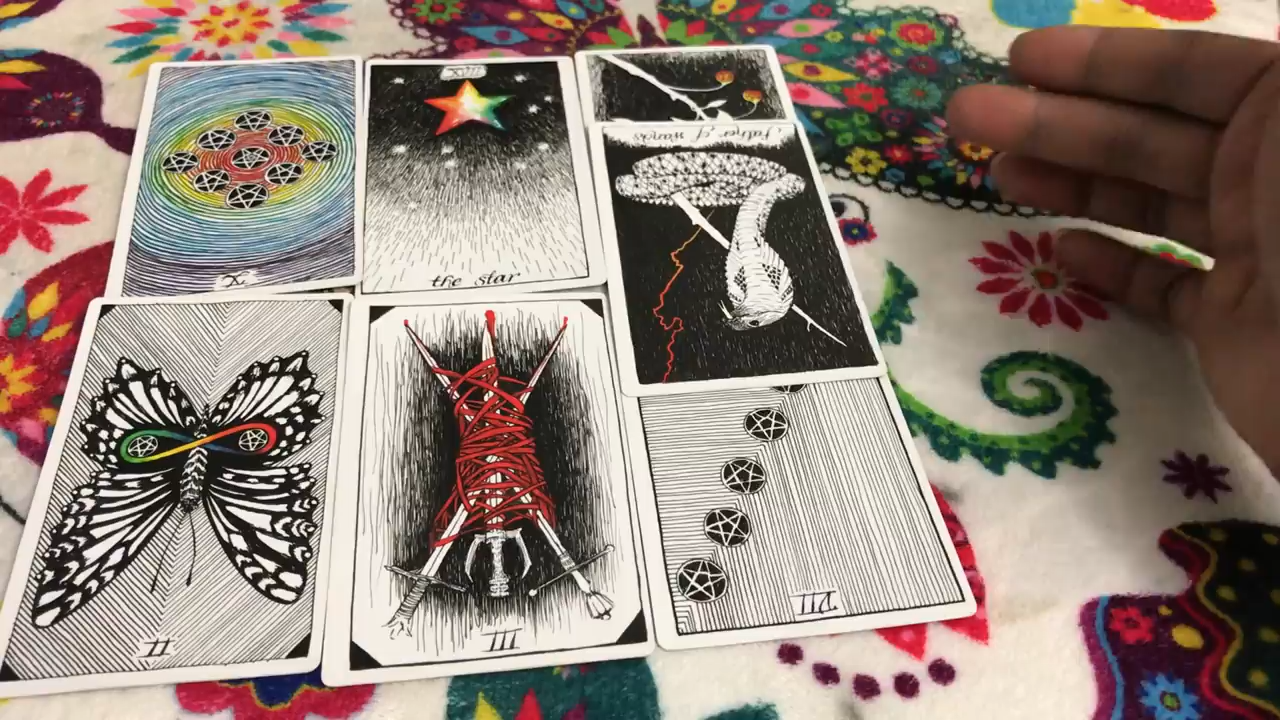 XVII
father of wands
X
the star
II
III
VII